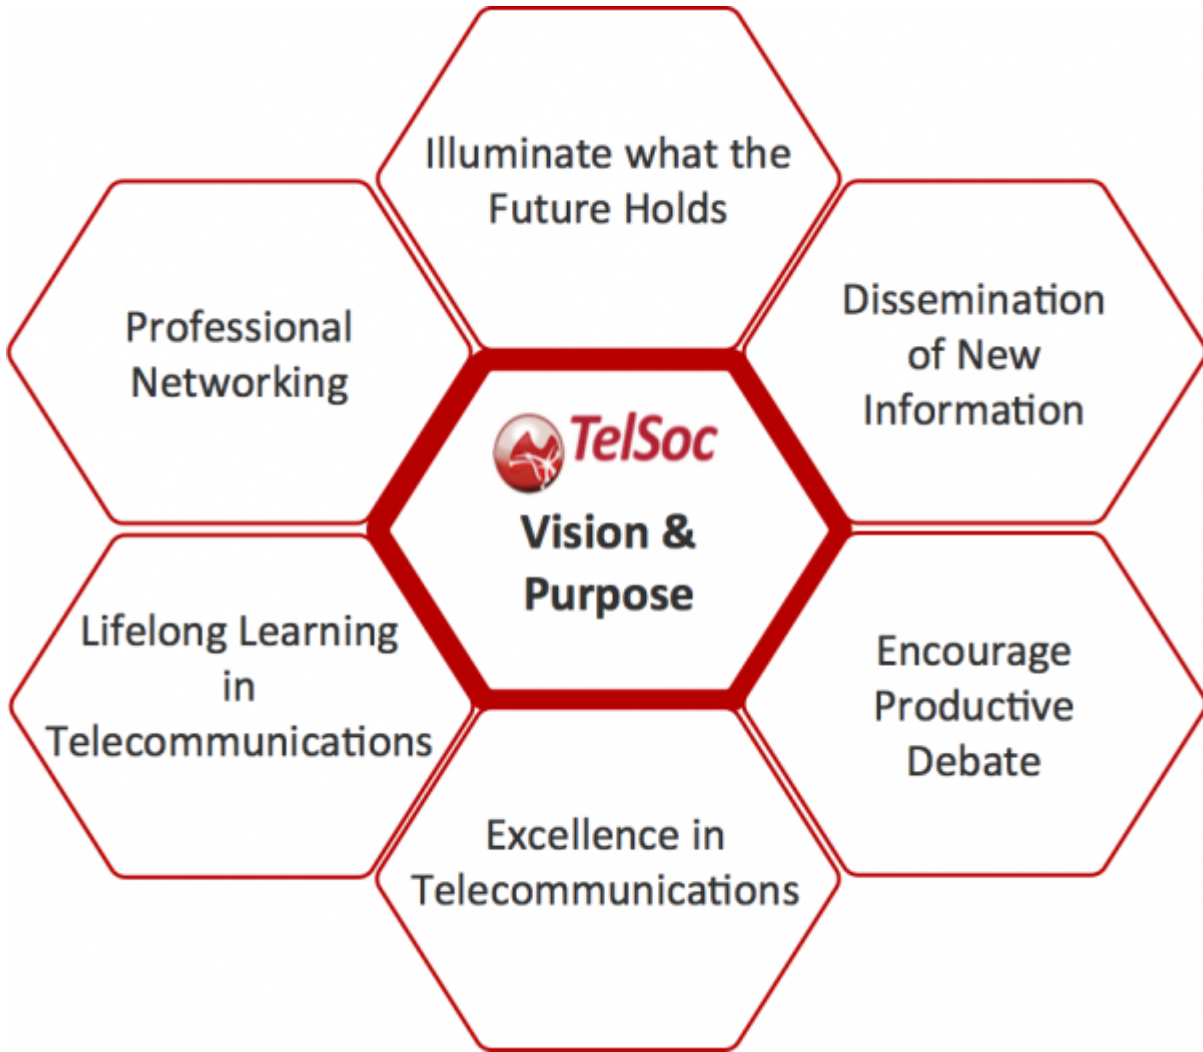 Illuminate what the
Future Holds
Dissemination
of New
Information
Professional
Networking
TelSoc
Vision &
Purpose
Lifelong Learning
in
Telecommunications
Encourage
Productive
Debate
Excellence in
Telecommunications